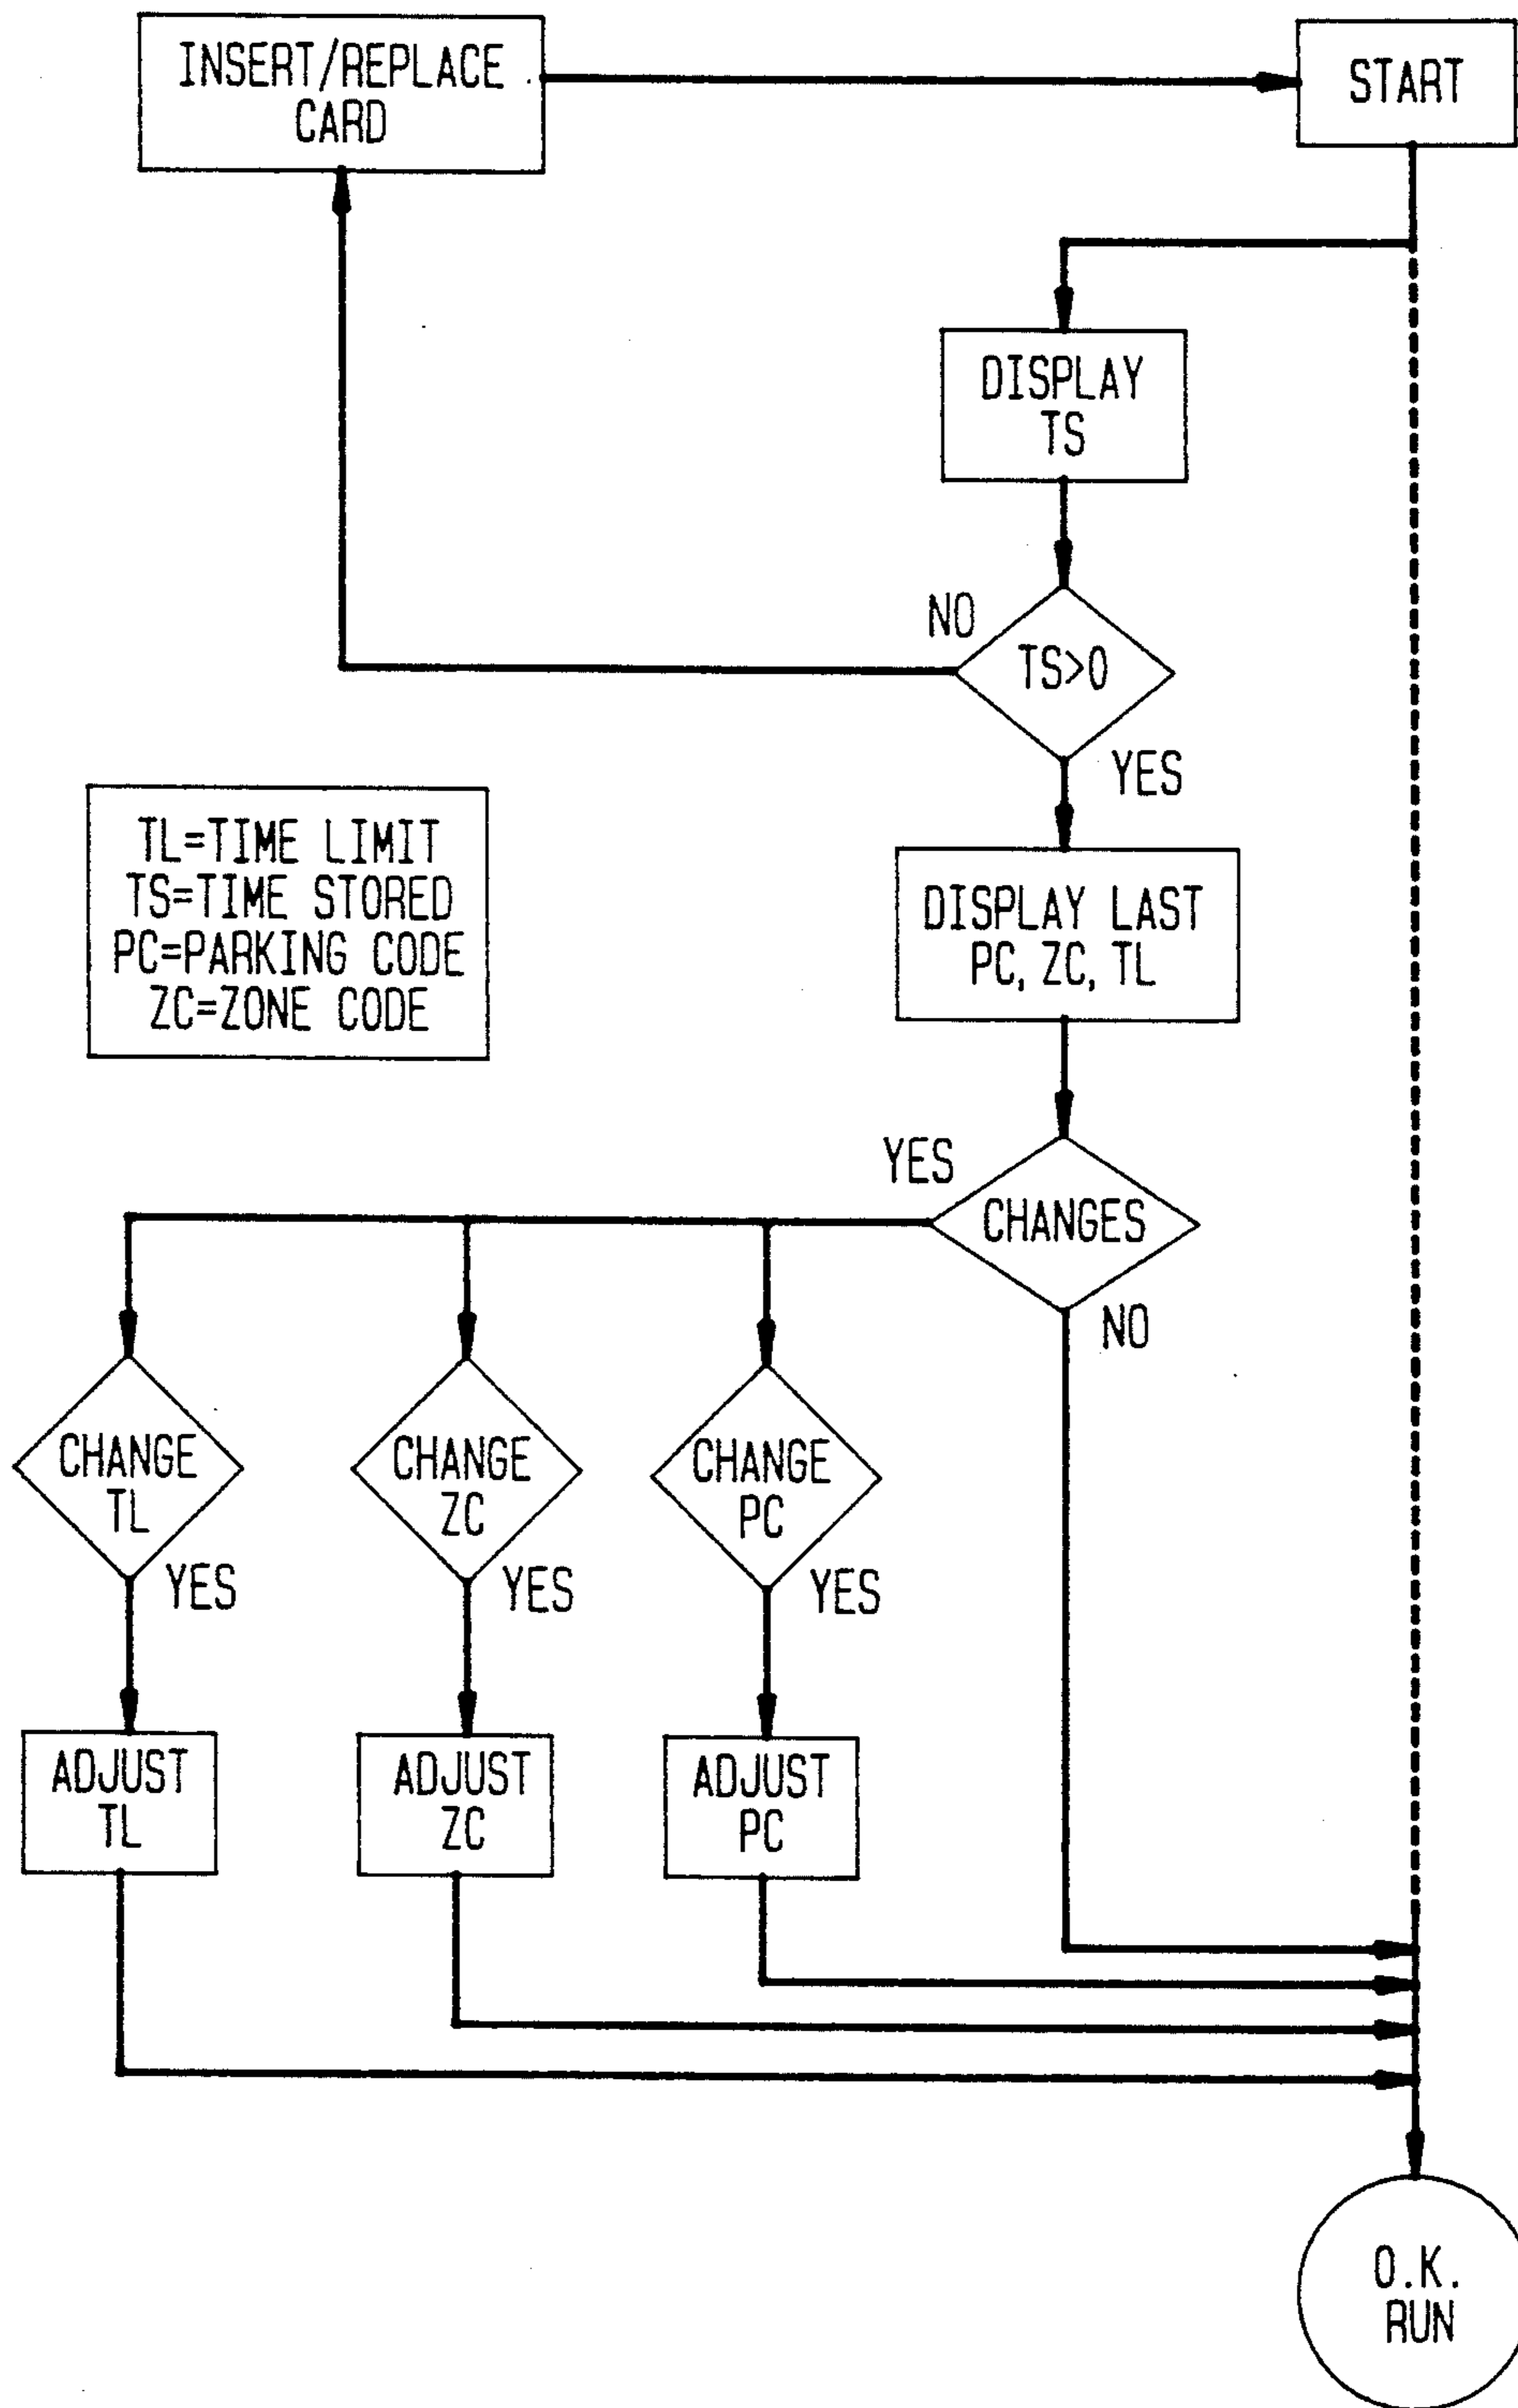 INSERT/REPLACE
CARD
START
DISPLAY
TS
NO
TS>0
YES
TL=TIME LIMIT
TS=TIME STORED
PC=PARKING CODE
ZC=ZONE CODE
DISPLAY LAST
PC, ZC, TL
YES
CHANGES
NO
CHANGE
TL
YES
CHANGE
ZC
YES
CHANGE
PC
YES
ADJUST
TL
ADJUST
ZC
ADJUST
PC
O.K.
RUN